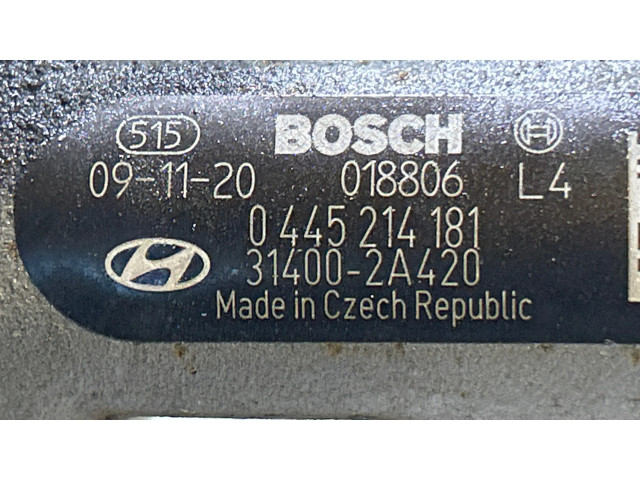 515 BOSCH
09-11-20 018806 L4
0 445 214 181
31400-2A420
Made in Czech Republic